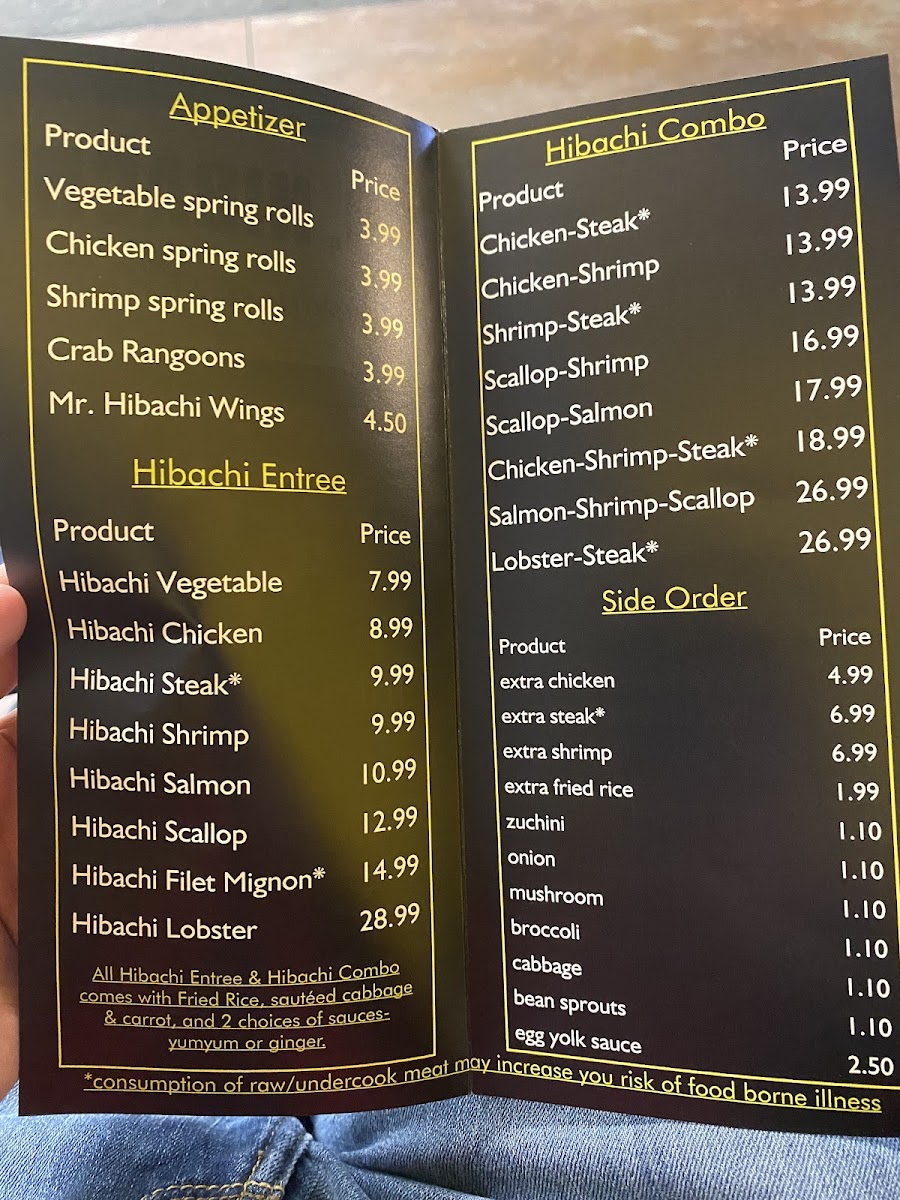 Appetizer
Product Price
Vegetable spring rolls 3.99
Chicken spring rolls 3.99
Shrimp spring rolls 3.99
Crab Rangoons 3.99
Mr. Hibachi Wings 4.50
Hibachi Entree
Product Price
Hibachi Vegetable 7.99
Hibachi Chicken 8.99
Hibachi Steak* 9.99
Hibachi Shrimp 9.99
Hibachi Salmon 10.99
Hibachi Scallop 12.99
Hibachi Filet Mignon* 14.99
Hibachi Lobster 28.99
All Hibachi Entree & Hibachi Combo
comes with Fried Rice, sautéed cabbage
& carrot, and 2 choices of sauces-
yumyum or ginger.
Hibachi Combo
Product Price
Chicken-Steak* 13.99
Chicken-Shrimp 13.99
Shrimp-Steak* 13.99
Scallop-Shrimp 16.99
Scallop-Salmon 17.99
Chicken-Shrimp-Steak* 18.99
Salmon-Shrimp-Scallop 26.99
Lobster-Steak* 26.99
Side Order
Product Price
extra chicken 4.99
extra steak* 6.99
extra shrimp 6.99
extra fried rice 1.99
zuchini 1.10
onion 1.10
mushroom 1.10
broccoli 1.10
cabbage 1.10
bean sprouts 1.10
egg yolk sauce 2.50
*consumption of raw/undercook meat may increase you risk of food borne illness